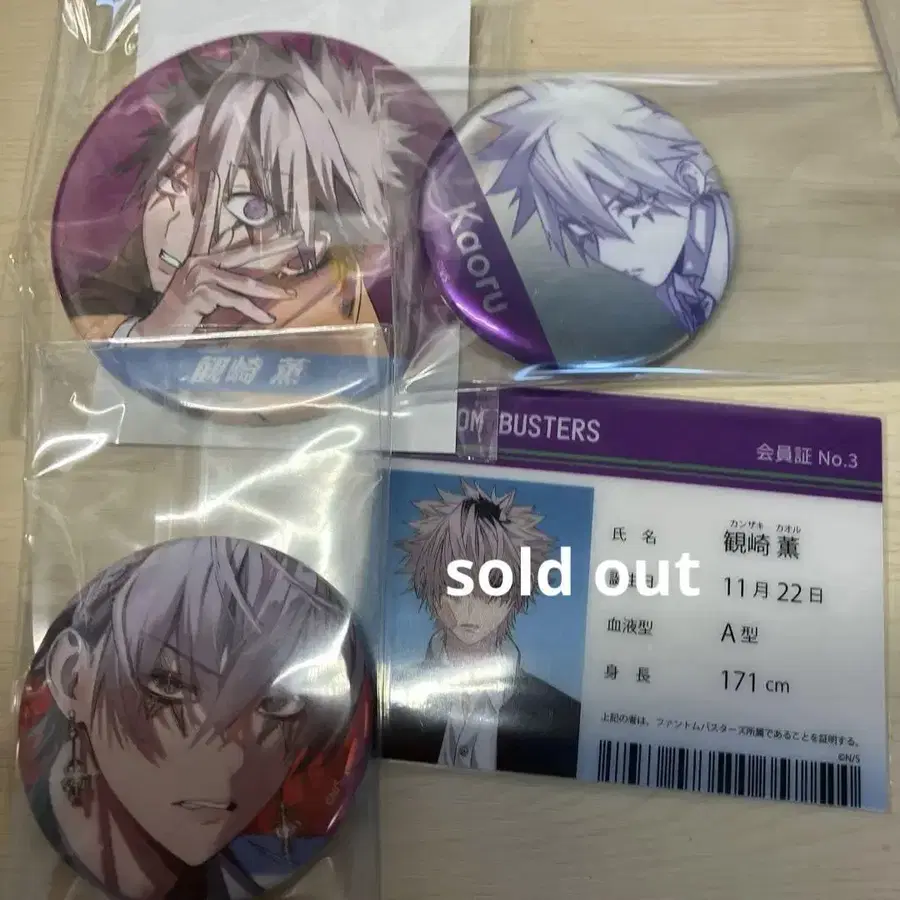 Kaoru
観崎 薫
OM BUSTERS
会員証 No.3
氏 名
カンザキ カオル
観崎 薫
sold out
11月22日
血液型
A型
身 長
171 cm
上記の者は、ファントムバスターズ所属であることを証明する。
©N/S